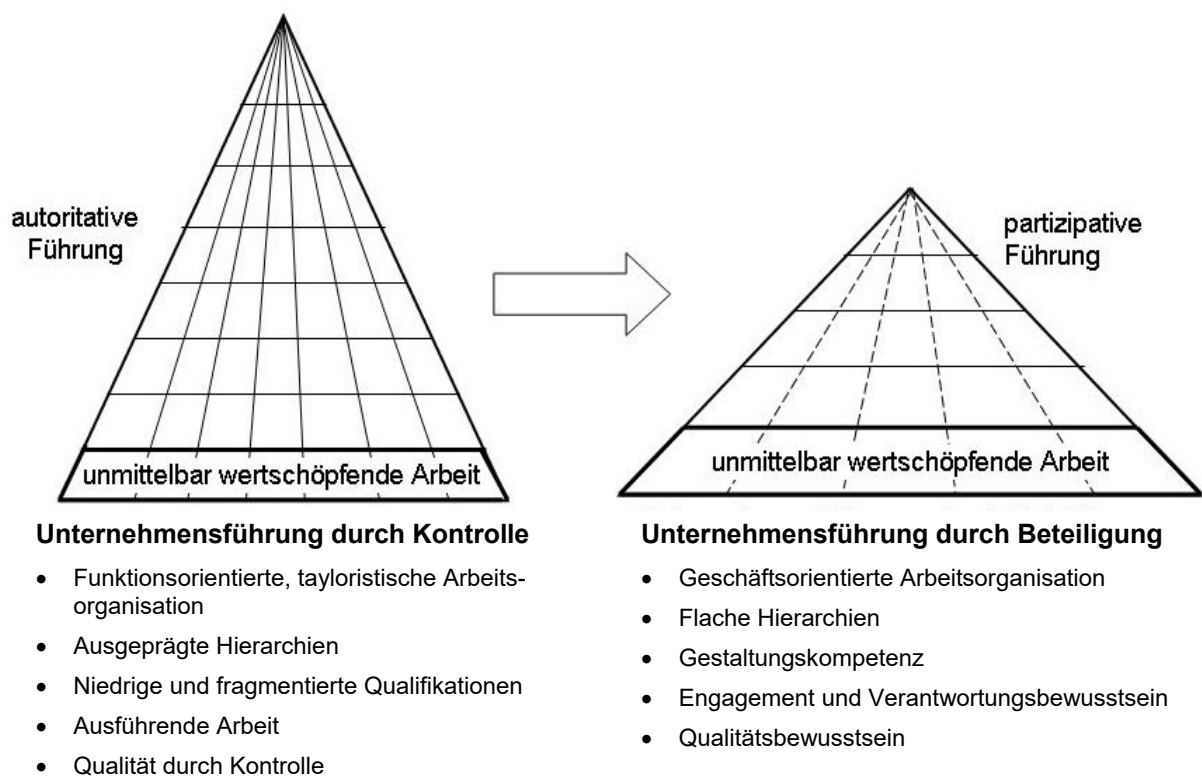 autoritative
Führung
partizipative
Führung
unmittelbar wertschöpfende Arbeit
unmittelbar wertschöpfende Arbeit
Unternehmensführung durch Kontrolle
• Funktionsorientierte, tayloristische Arbeits-
organisation
• Ausgeprägte Hierarchien
• Niedrige und fragmentierte Qualifikationen
• Ausführende Arbeit
• Qualität durch Kontrolle
Unternehmensführung durch Beteiligung
• Geschäftsorientierte Arbeitsorganisation
• Flache Hierarchien
• Gestaltungskompetenz
• Engagement und Verantwortungsbewusstsein
• Qualitätsbewusstsein